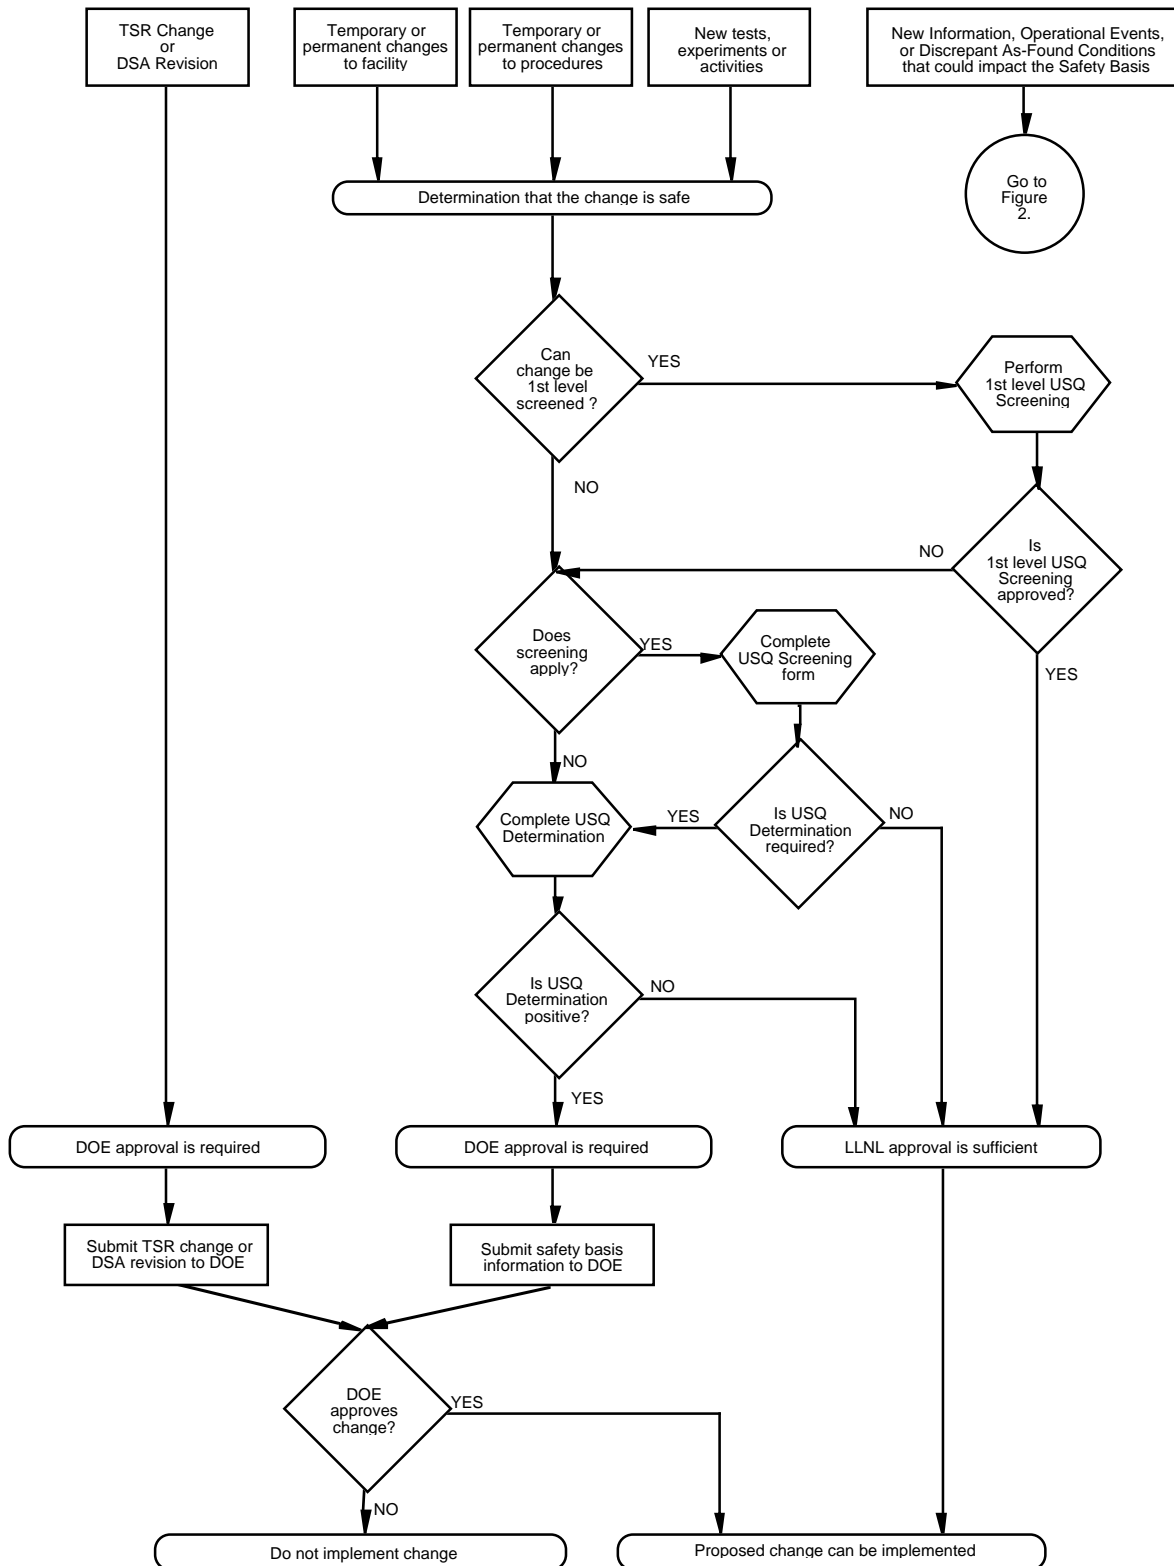 TSR Change
or
DSA Revision
Temporary or
permanent changes
to facility
Temporary or
permanent changes
to procedures
New tests,
experiments or
activities
New Information, Operational Events,
or Discrepant As-Found Conditions
that could impact the Safety Basis
Determination that the change is safe
Go to
Figure
2.
Can
change be
1st level
screened ?
YES
Perform
1st level USQ
Screening
NO
Is
1st level USQ
Screening
approved?
NO
YES
Does
screening
apply?
YES
Complete
USQ Screening
form
NO
Complete USQ
Determination
YES
Is USQ
Determination
required?
NO
Is USQ
Determination
positive?
NO
YES
DOE approval is required
DOE approval is required
LLNL approval is sufficient
Submit TSR change or
DSA revision to DOE
Submit safety basis
information to DOE
DOE
approves
change?
YES
NO
Do not implement change
Proposed change can be implemented